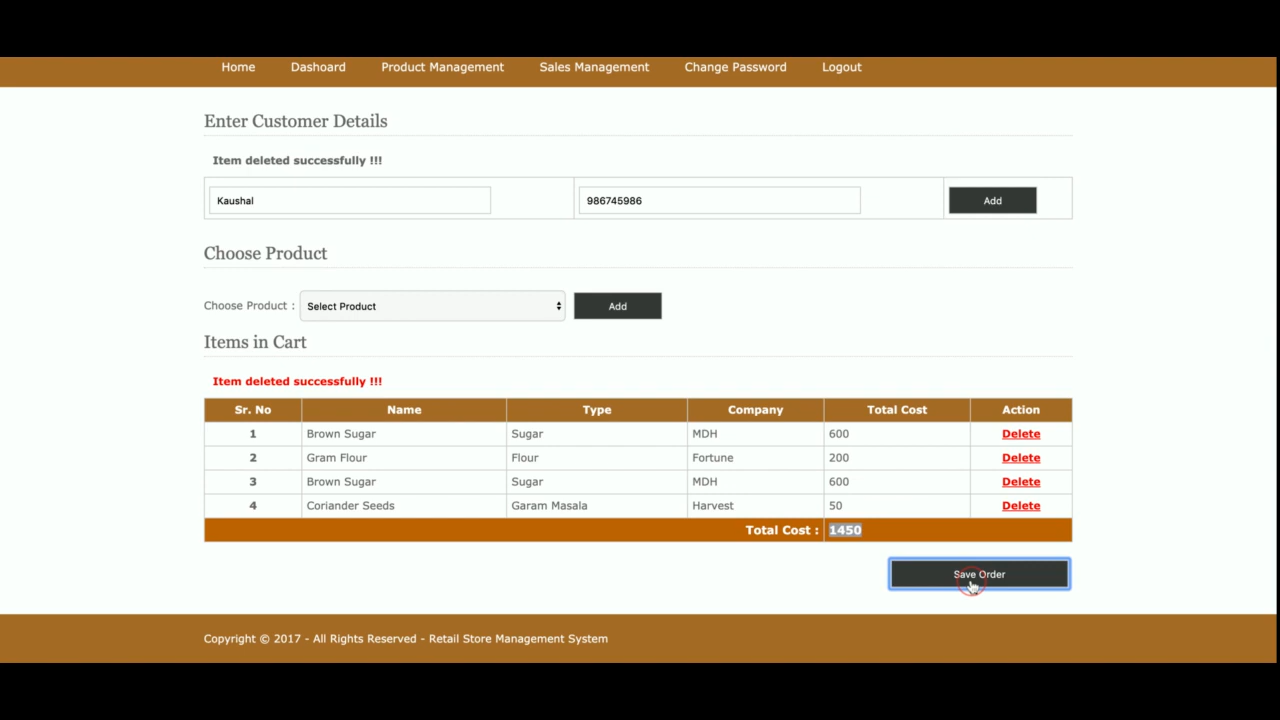 Home Dashoard Product Management Sales Management Change Password Logout
Enter Customer Details
Item deleted successfully !!!
Kaushal 986745986 Add
Choose Product
Choose Product : Select Product Add
Items in Cart
Item deleted successfully !!!
Sr. No Name Type Company Total Cost Action
1 Brown Sugar Sugar MDH 600 Delete
2 Gram Flour Flour Fortune 200 Delete
3 Brown Sugar Sugar MDH 600 Delete
4 Coriander Seeds Garam Masala Harvest 50 Delete
Total Cost : 1450
Save Order
Copyright © 2017 - All Rights Reserved - Retail Store Management System